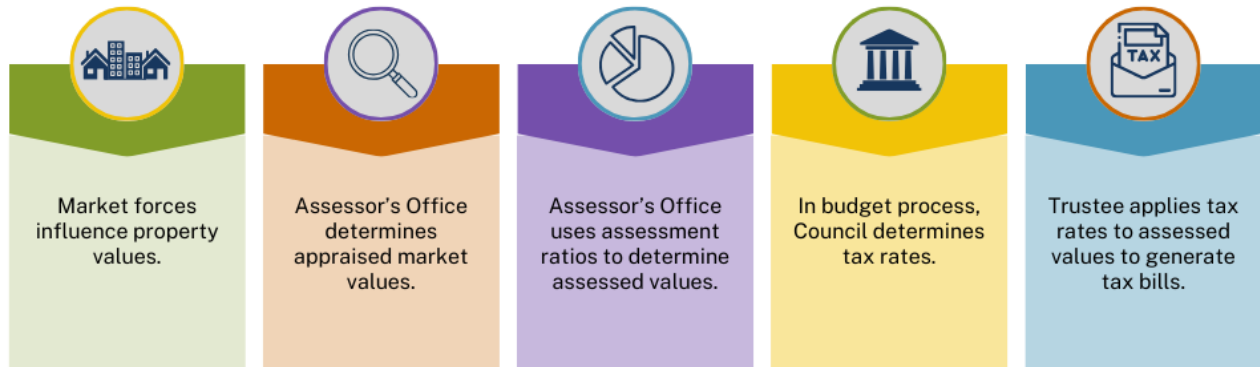 TAX
Market forces
influence property
values.
Assessor's Office
determines
appraised market
values.
Assessor's Office
uses assessment
ratios to determine
assessed values.
In budget process,
Council determines
tax rates.
Trustee applies tax
rates to assessed
values to generate
tax bills.